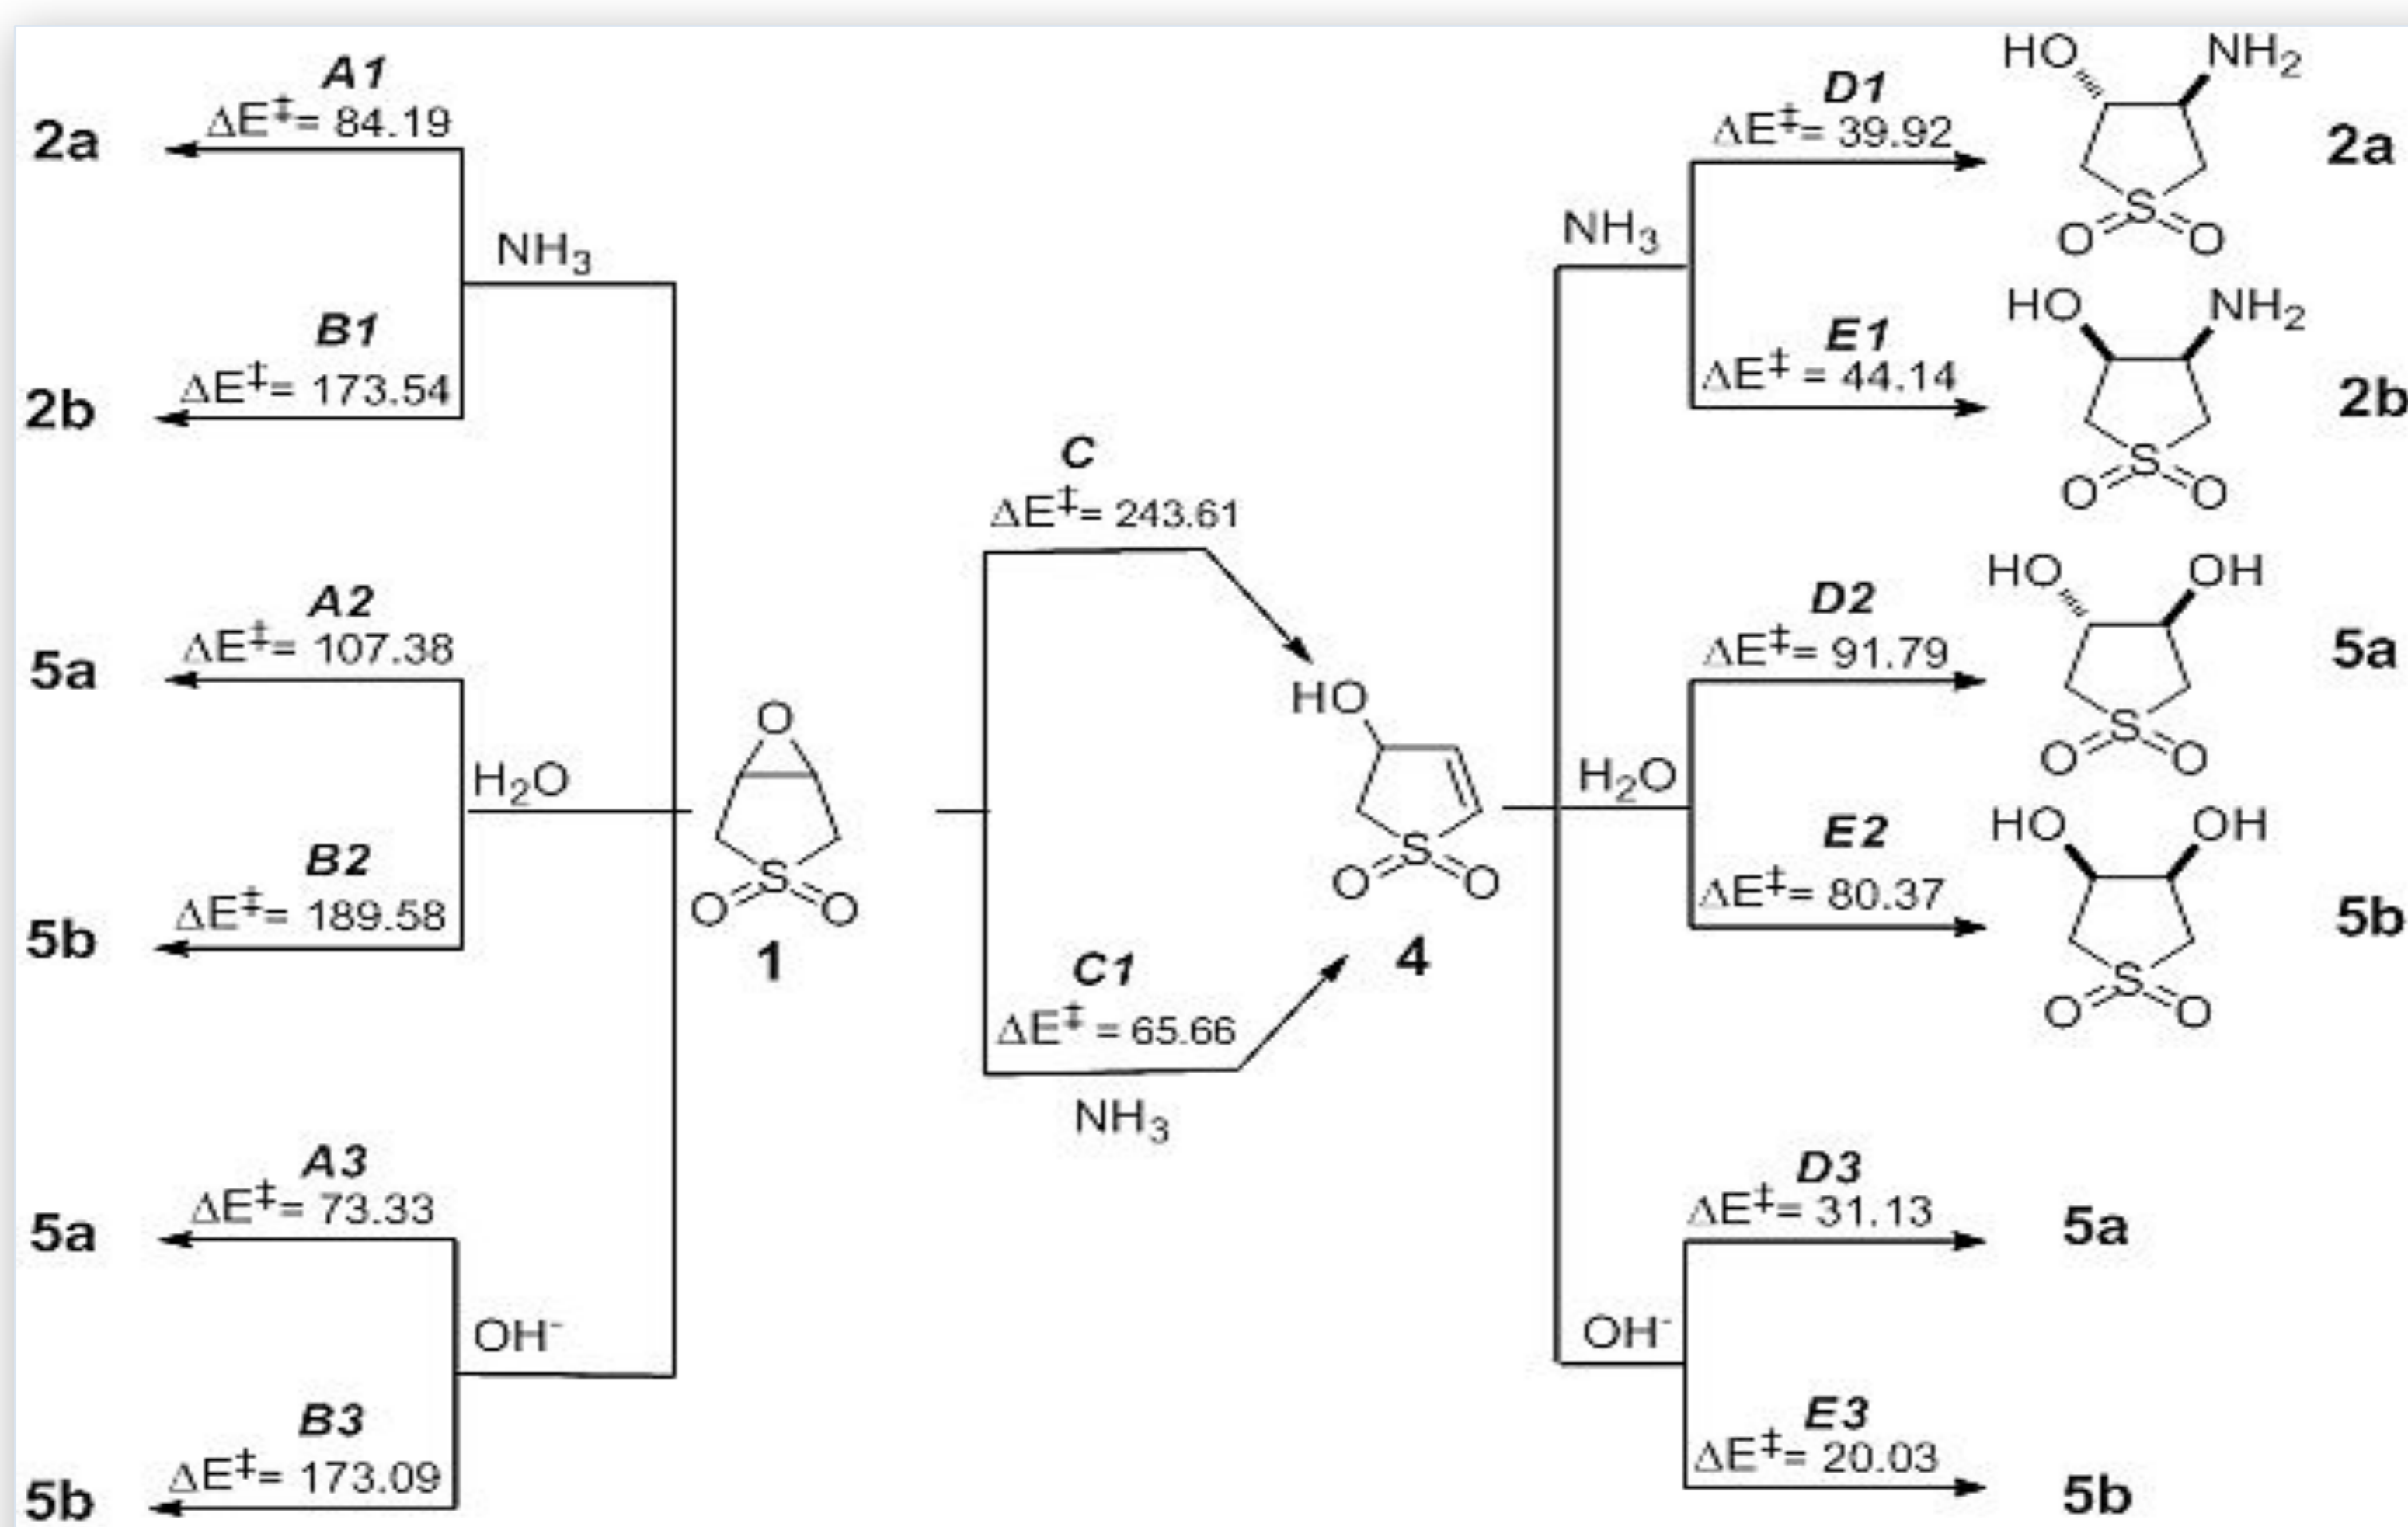 A1
ΔE‡= 84.19
2a
NH3
B1
ΔE‡= 173.54
2b
A2
ΔE‡= 107.38
5a
H2O
B2
ΔE‡= 189.58
5b
A3
ΔE‡= 73.33
5a
OH-
B3
ΔE‡= 173.09
5b
O
S
O O
1
C
ΔE‡= 243.61
C1
ΔE‡ = 65.66
NH3
HO
S
O O
4
NH3
D1
ΔE‡= 39.92
HO NH2
S
O O
2a
E1
ΔE‡ = 44.14
HO NH2
S
O O
2b
H2O
D2
ΔE‡= 91.79
HO OH
S
O O
5a
E2
ΔE‡= 80.37
HO OH
S
O O
5b
OH-
D3
ΔE‡= 31.13
5a
E3
ΔE‡= 20.03
5b